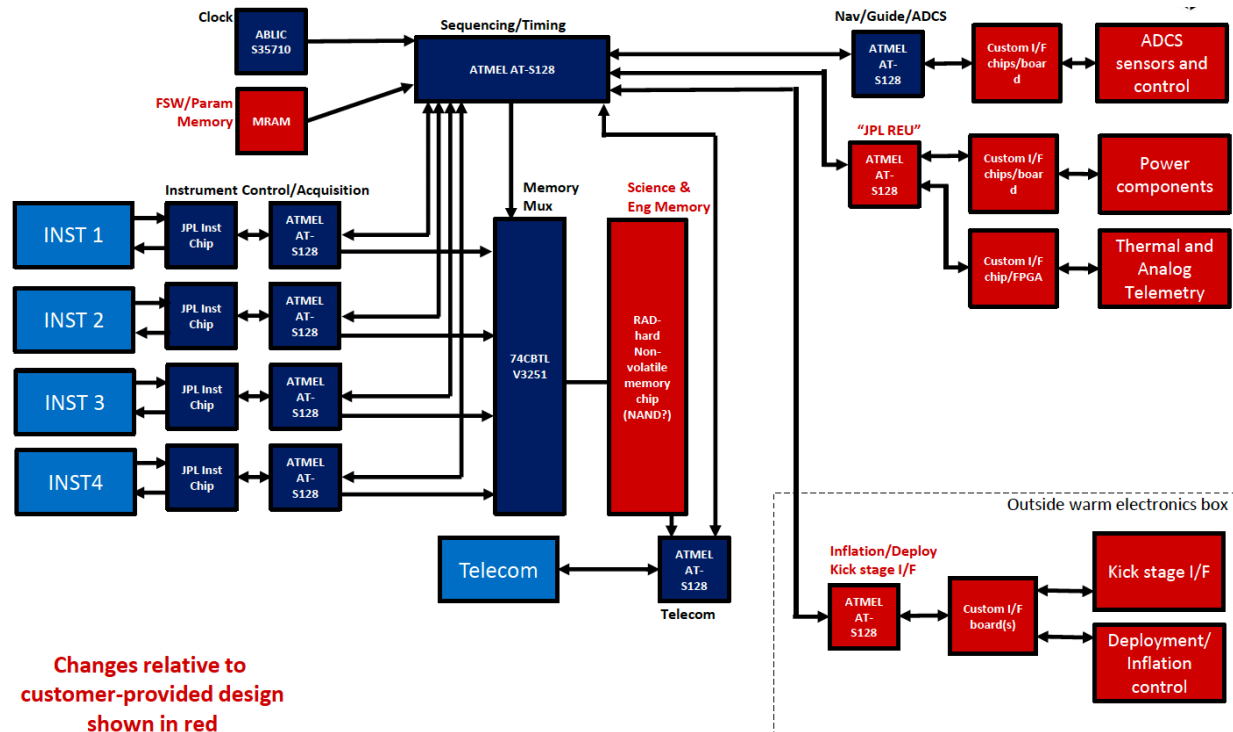 Clock
ABLIC
S35710
Sequencing/Timing
ATMEL AT-S128
FSW/Param
Memory
MRAM
Nav/Guide/ADCS
ATMEL
AT-
S128
Custom I/F
chips/boar
d
ADCS
sensors and
control
“JPL REU”
ATMEL
AT-
S128
Custom I/F
chips/boar
d
Power
components
Custom I/F
chip/FPGA
Thermal and
Analog
Telemetry
Instrument Control/Acquisition
INST 1
JPL Inst
Chip
ATMEL
AT-
S128
INST 2
JPL Inst
Chip
ATMEL
AT-
S128
INST 3
JPL Inst
Chip
ATMEL
AT-
S128
INST4
JPL Inst
Chip
ATMEL
AT-
S128
Memory
Mux
74CBTL
V3251
Science &
Eng Memory
RAD-
hard
Non-
volatile
memory
chip
(NAND?)
Telecom
ATMEL
AT-
S128
Telecom
Outside warm electronics box
Inflation/Deploy
Kick stage I/F
ATMEL
AT-
S128
Custom I/F
board(s)
Kick stage I/F
Deployment/
Inflation
control
Changes relative to
customer-provided design
shown in red